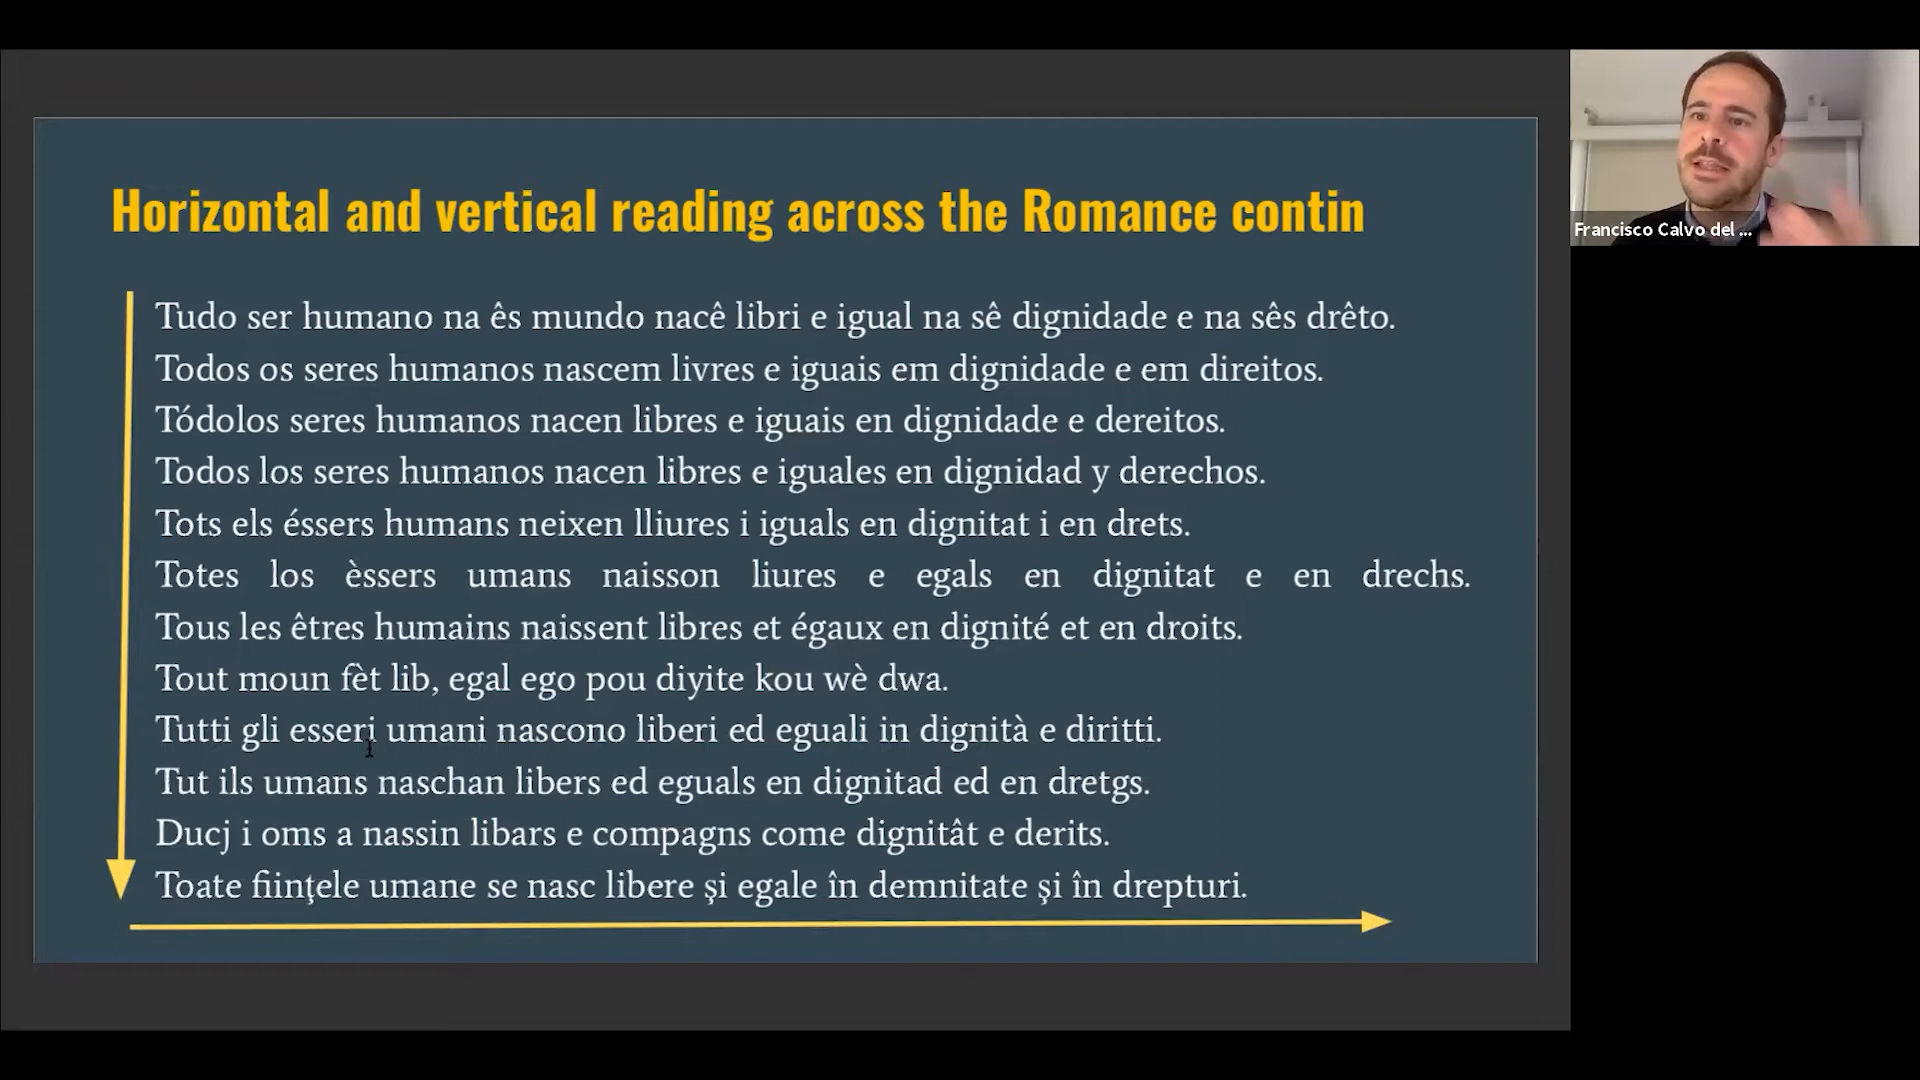 Horizontal and vertical reading across the Romance contin
Francisco Calvo del ...
Tudo ser humano na ês mundo nacê libri e igual na sê dignidade e na sês drêto.
Todos os seres humanos nascem livres e iguais em dignidade e em direitos.
Tódolos seres humanos nacen libres e iguais en dignidade e dereitos.
Todos los seres humanos nacen libres e iguales en dignidad y derechos.
Tots els éssers humans neixen lliures i iguals en dignitat i en drets.
Totes los èssers umans naisson liures e egals en dignitat e en drechs.
Tous les êtres humains naissent libres et égaux en dignité et en droits.
Tout moun fèt lib, egal ego pou diyite kou wè dwa.
Tutti gli esseri umani nascono liberi ed eguali in dignità e diritti.
Tut ils umans naschan libers ed eguals en dignitad ed en dretgs.
Ducj i oms a nassin libars e compagns come dignitât e derits.
Toate fiinţele umane se nasc libere şi egale în demnitate şi în drepturi.